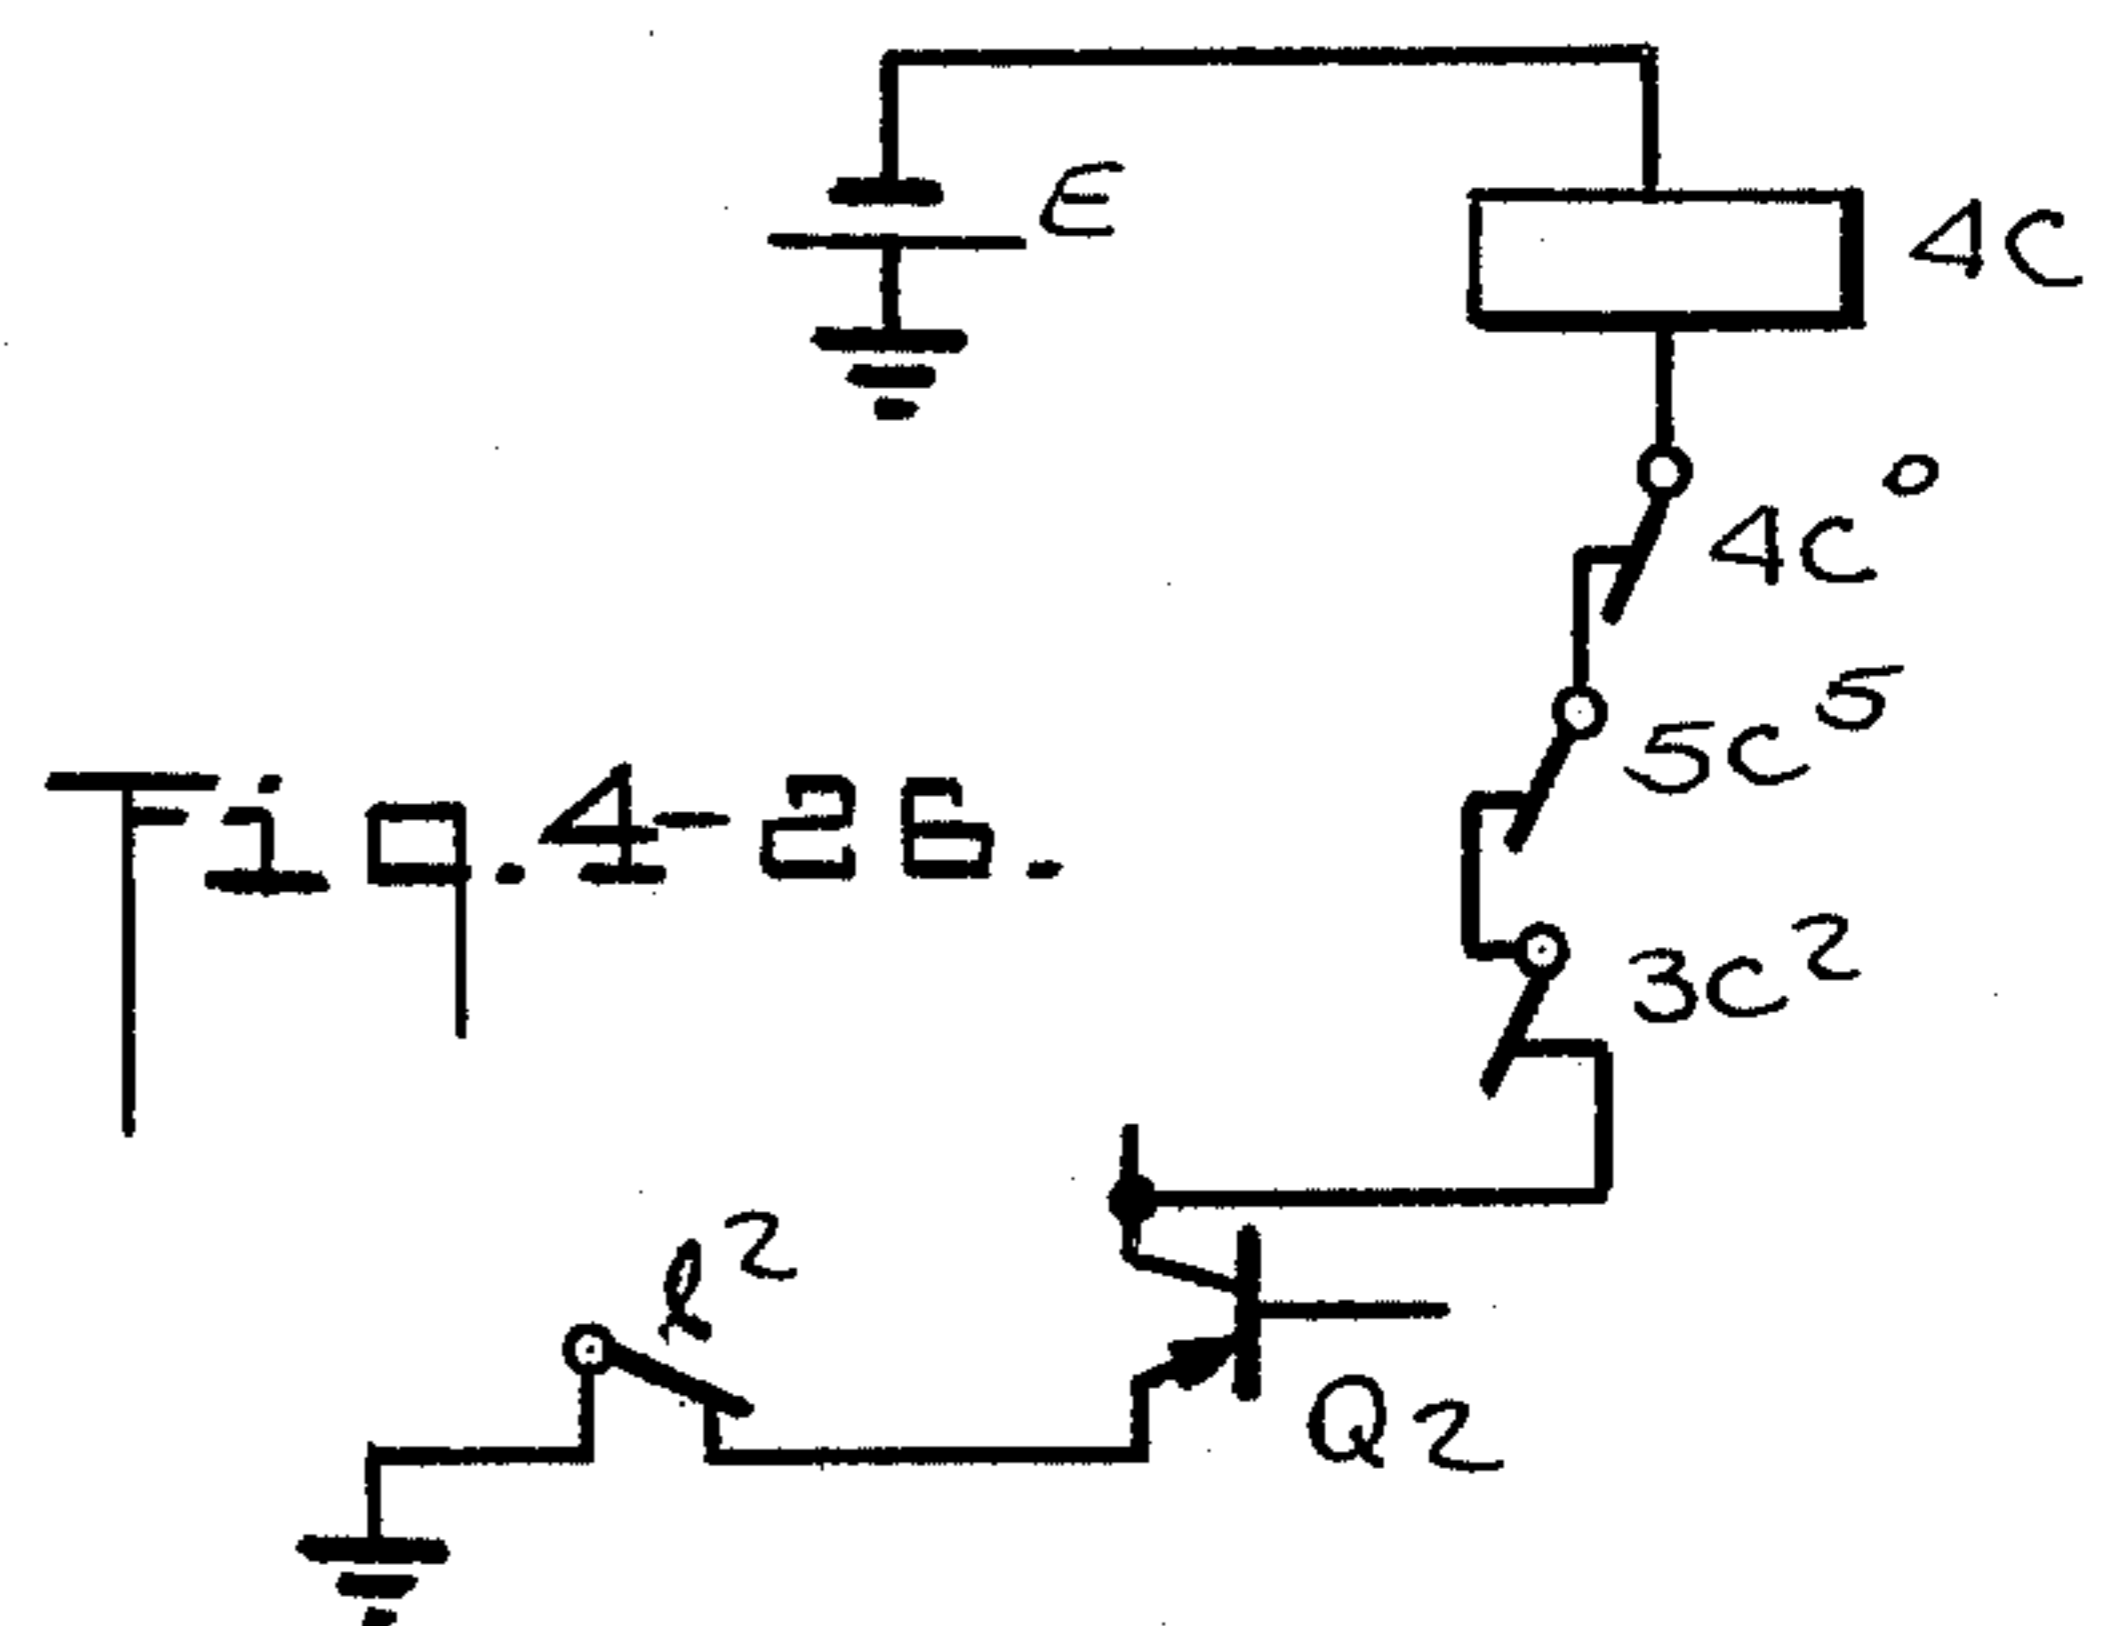 E
4C
4C°
5C⁵
Fig.4-26.
3C²
ℓ²
Q2